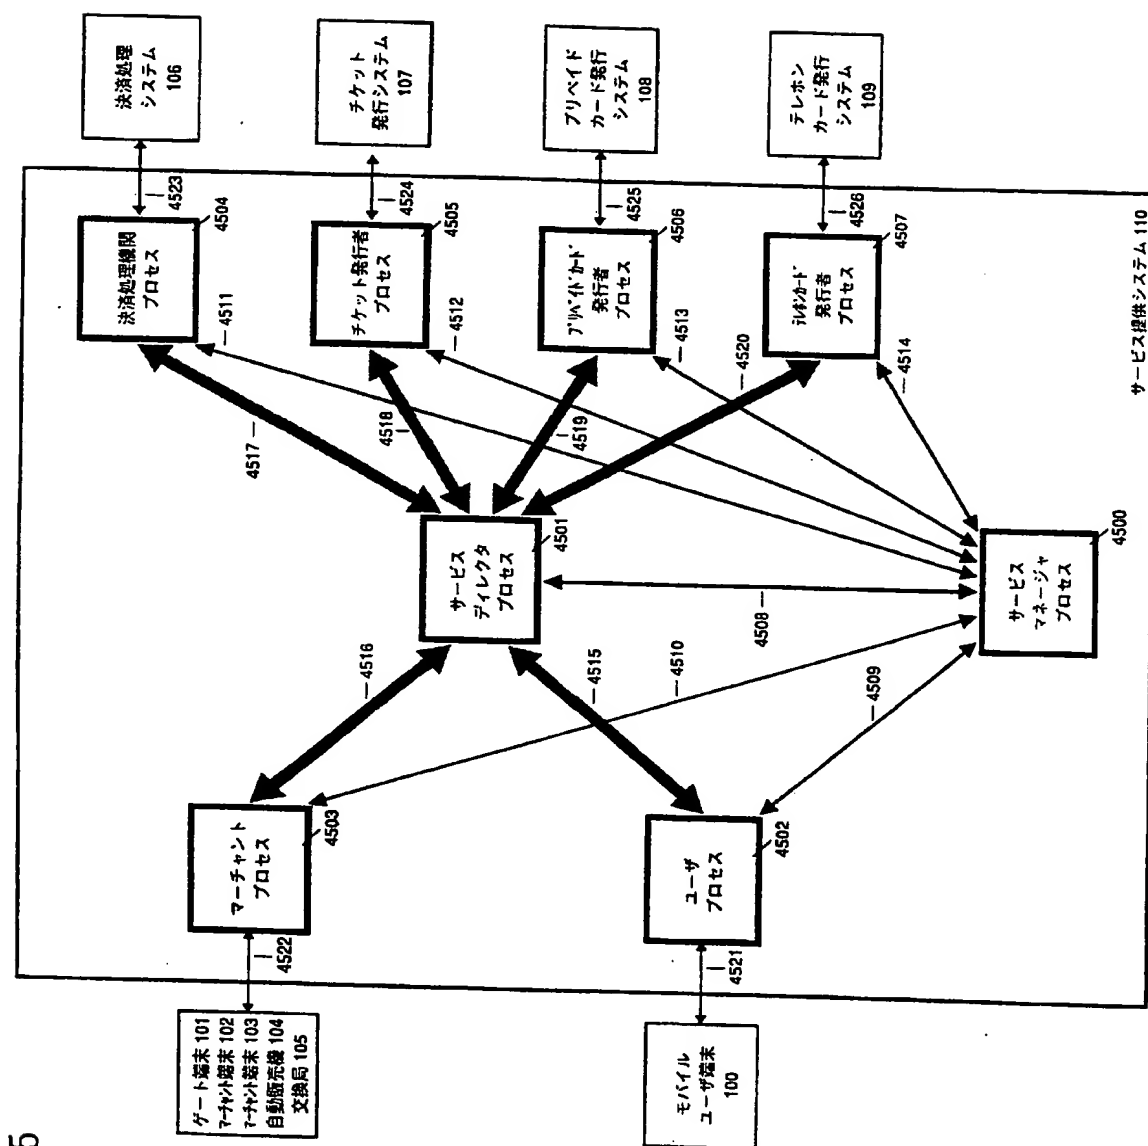 決済処理
システム
106
チケット
発行システム
107
プリペイド
カード発行
システム
108
テレホン
カード発行
システム
109
4523
4524
4525
4526
決済処理機関
プロセス
4504
チケット発行者
プロセス
4505
プリペイドカード
発行者
プロセス
4506
テレホンカード
発行者
プロセス
4507
4511
4512
4513
4520
4514
4517
4518
4519
サービス
ディレクタ
プロセス
4501
サービス
マネージャ
プロセス
4500
4508
4516
4515
4510
4509
マーチャント
プロセス
4503
ユーザ
プロセス
4502
4522
4521
ゲート端末 101
マーチャント端末 102
マーチャント端末 103
自動販売機 104
交換局 105
モバイル
ユーザ端末
100
サービス提供システム 110
5